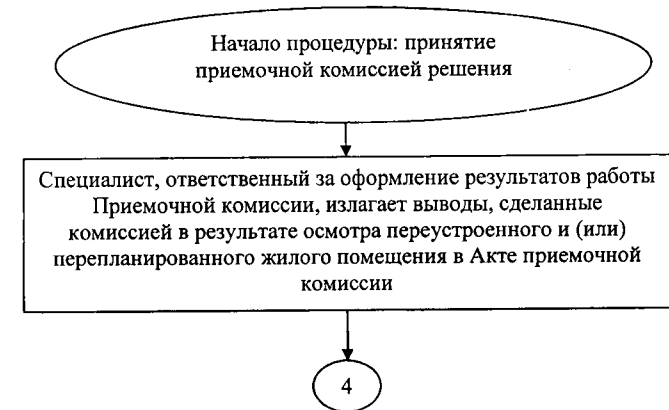 Начало процедуры: принятие
приемочной комиссией решения
Специалист, ответственный за оформление результатов работы
Приемочной комиссии, излагает выводы, сделанные
комиссией в результате осмотра переустроенного и (или)
перепланированного жилого помещения в Акте приемочной
комиссии
4